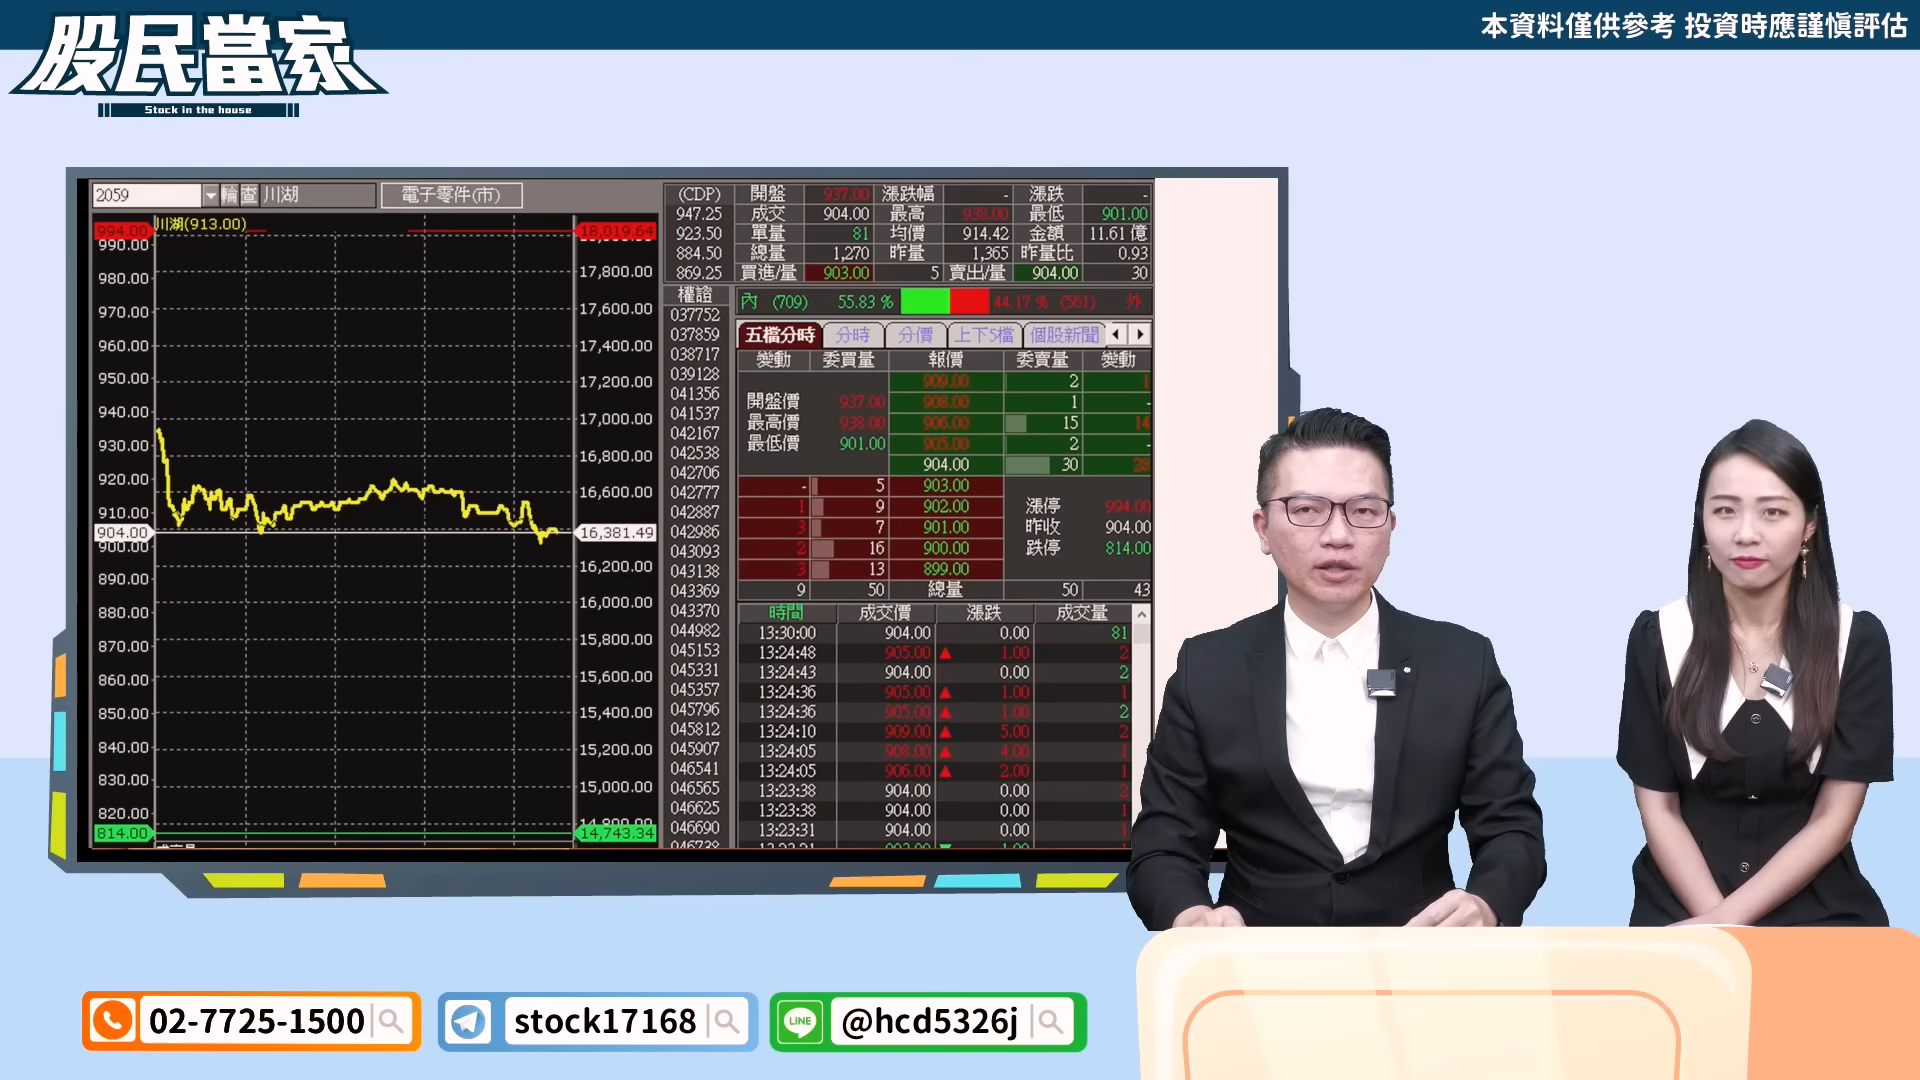 股民當家
Stock in the house
本資料僅供參考 投資時應謹慎評估
2059 輪 查 川湖 電子零件(市)
川湖(913.00)
994.00
990.00
980.00
970.00
960.00
950.00
940.00
930.00
920.00
910.00
904.00
900.00
890.00
880.00
870.00
860.00
850.00
840.00
830.00
820.00
814.00
18,019.64
17,800.00
17,600.00
17,400.00
17,200.00
17,000.00
16,800.00
16,600.00
16,381.49
16,200.00
16,000.00
15,800.00
15,600.00
15,400.00
15,200.00
15,000.00
14,743.34
(CDP) 開盤 937.00 漲跌幅 - 漲跌 -
947.25 成交 904.00 最高 938.00 最低 901.00
923.50 單量 81 均價 914.42 金額 11.61億
884.50 總量 1,270 昨量 1,365 昨量比 0.93
869.25 買進/量 903.00 5 賣出/量 904.00 30
權證
037752
037859
038717
039128
041356
041537
042167
042538
042706
042777
042887
042986
043093
043138
043369
043370
044982
045153
045331
045357
045796
045812
045907
046541
046565
046625
046690
046738
內 (709) 55.83 % 44.17 % (561) 外
五檔分時 分時 分價 上下5檔 個股新聞
變動 委買量 報價 委賣量 變動
909.00 2 1
開盤價 937.00 908.00 1 -
最高價 938.00 906.00 15 14
最低價 901.00 905.00 2 -
904.00 30 28
- 5 903.00
1 9 902.00 漲停 994.00
3 7 901.00 昨收 904.00
2 16 900.00 跌停 814.00
3 13 899.00
9 50 總量 50 43
時間 成交價 漲跌 成交量
13:30:00 904.00 0.00 81
13:24:48 905.00 ▲ 1.00 2
13:24:43 904.00 0.00 2
13:24:36 905.00 ▲ 1.00 1
13:24:36 905.00 ▲ 1.00 2
13:24:10 909.00 ▲ 5.00 2
13:24:05 908.00 ▲ 4.00 1
13:24:05 906.00 ▲ 2.00 1
13:23:38 904.00 0.00 2
13:23:38 904.00 0.00 1
13:23:31 904.00 0.00 1
02-7725-1500
stock17168
LINE @hcd5326j